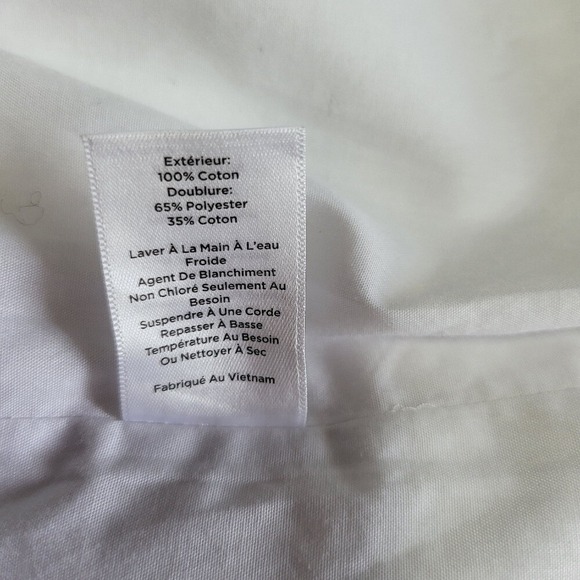 Extérieur:
100% Coton
Doublure:
65% Polyester
35% Coton
Laver À La Main À L'eau
Froide
Agent De Blanchiment
Non Chloré Seulement Au
Besoin
Suspendre À Une Corde
Repasser À Basse
Température Au Besoin
Ou Nettoyer À Sec
Fabriqué Au Vietnam